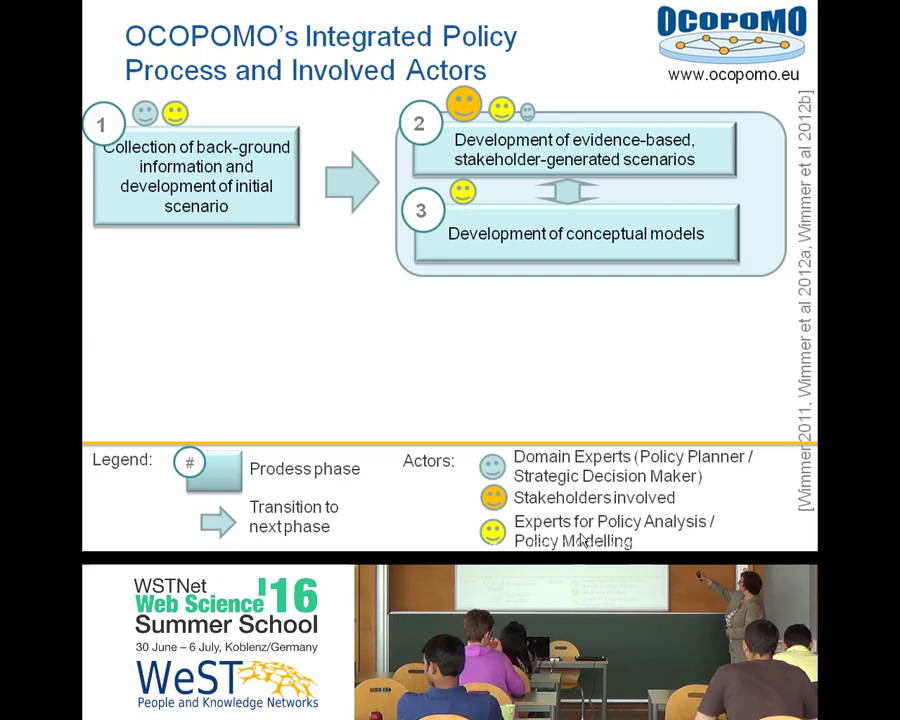 OCOPOMO's Integrated Policy
Process and Involved Actors
OCOPOMO
www.ocopomo.eu
1
Collection of back-ground
information and
development of initial
scenario
2
Development of evidence-based,
stakeholder-generated scenarios
3
Development of conceptual models
[Wimmer 2011, Wimmer et al 2012a, Wimmer et al 2012b]
Legend:
#
Prodess phase
Transition to
next phase
Actors:
Domain Experts (Policy Planner /
Strategic Decision Maker)
Stakeholders involved
Experts for Policy Analysis /
Policy Modelling
WSTNet
Web Science '16
Summer School
30 June – 6 July, Koblenz/Germany
WeST
People and Knowledge Networks